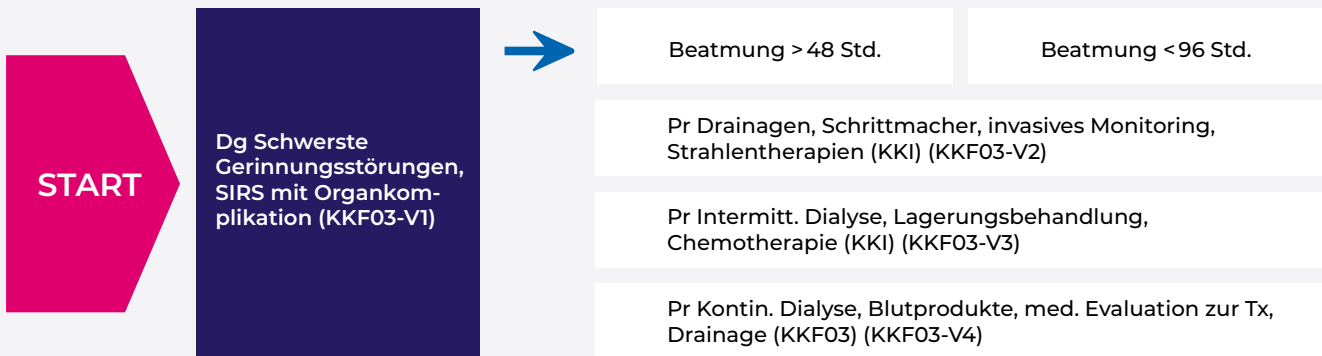 START
Dg Schwerste
Gerinnungsstörungen,
SIRS mit Organkom-
plikation (KKF03-V1)
Beatmung >48 Std.
Beatmung <96 Std.
Pr Drainagen, Schrittmacher, invasives Monitoring,
Strahlentherapien (KKI) (KKF03-V2)
Pr Intermitt. Dialyse, Lagerungsbehandlung,
Chemotherapie (KKI) (KKF03-V3)
Pr Kontin. Dialyse, Blutprodukte, med. Evaluation zur Tx,
Drainage (KKF03) (KKF03-V4)